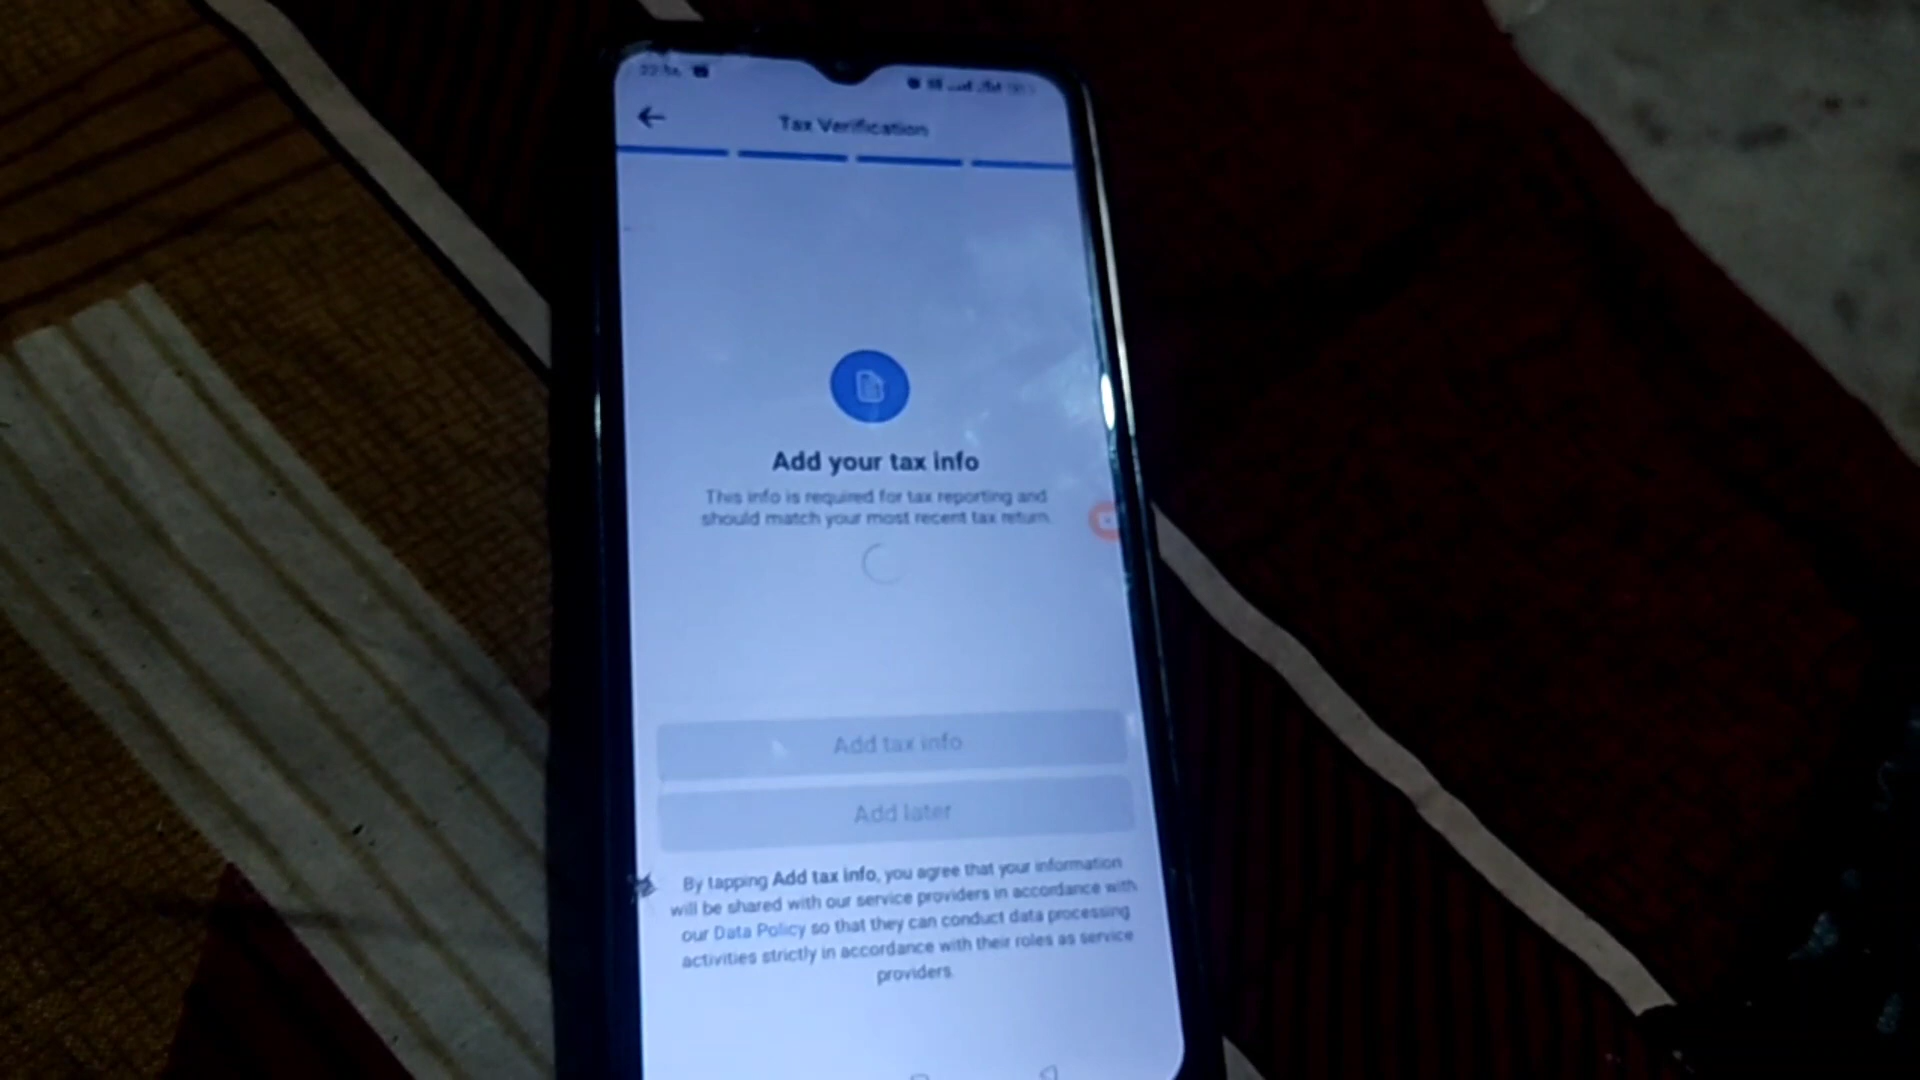 Tax Verification
Add your tax info
This info is required for tax reporting and
should match your most recent tax return.
Add tax info
Add later
By tapping Add tax info, you agree that your information
will be shared with our service providers in accordance with
our Data Policy so that they can conduct data processing
activities strictly in accordance with their roles as service
providers.